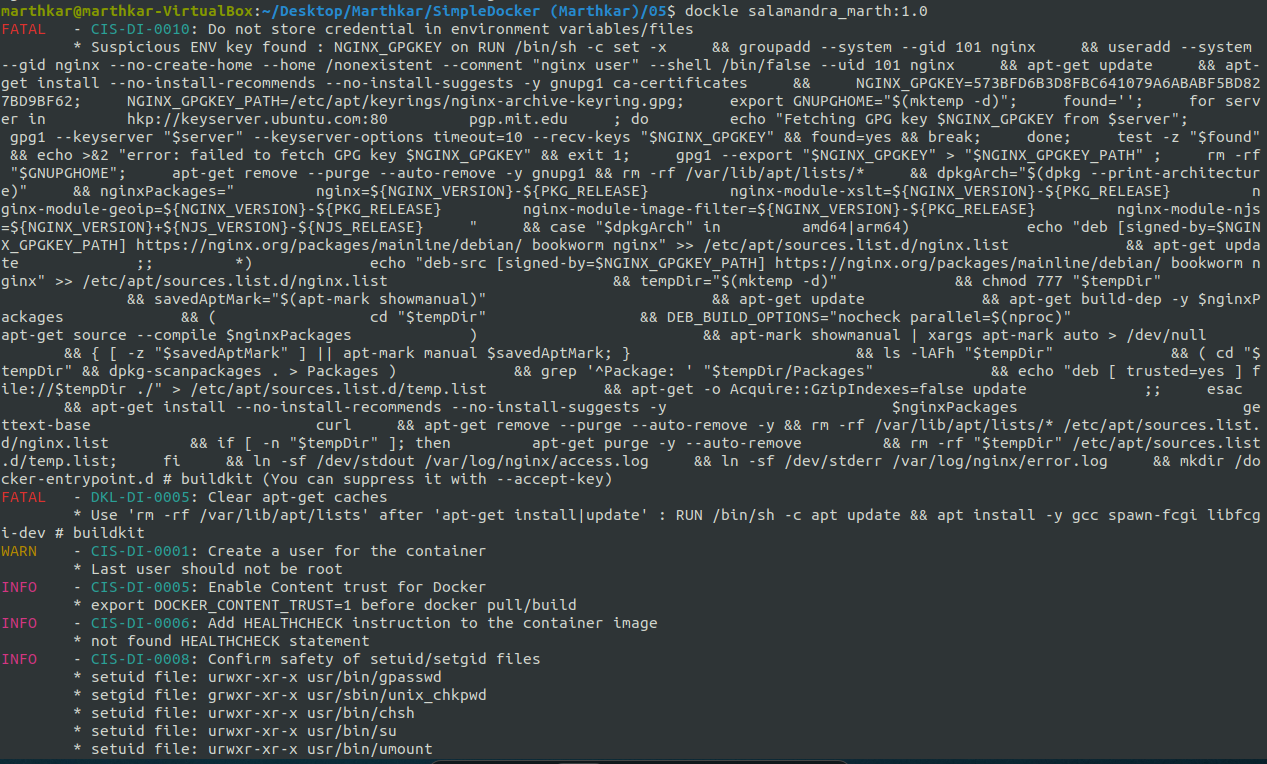 marthkar@marthkar-VirtualBox:~/Desktop/Marthkar/SimpleDocker (Marthkar)/05$ dockle salamandra_marth:1.0
FATAL   - CIS-DI-0010: Do not store credential in environment variables/files
        * Suspicious ENV key found : NGINX_GPGKEY on RUN /bin/sh -c set -x     && groupadd --system --gid 101 nginx     && useradd --system
--gid nginx --no-create-home --home /nonexistent --comment "nginx user" --shell /bin/false --uid 101 nginx     && apt-get update     && apt-
get install --no-install-recommends --no-install-suggests -y gnupg1 ca-certificates     &&     NGINX_GPGKEY=573BFD6B3D8FBC641079A6ABABF5BD82
7BD9BF62;     NGINX_GPGKEY_PATH=/etc/apt/keyrings/nginx-archive-keyring.gpg;     export GNUPGHOME="$(mktemp -d)";     found='';     for serv
er in         hkp://keyserver.ubuntu.com:80         pgp.mit.edu     ; do         echo "Fetching GPG key $NGINX_GPGKEY from $server";
 gpg1 --keyserver "$server" --keyserver-options timeout=10 --recv-keys "$NGINX_GPGKEY" && found=yes && break;     done;     test -z "$found"
 && echo >&2 "error: failed to fetch GPG key $NGINX_GPGKEY" && exit 1;     gpg1 --export "$NGINX_GPGKEY" > "$NGINX_GPGKEY_PATH" ;     rm -rf
 "$GNUPGHOME";     apt-get remove --purge --auto-remove -y gnupg1 && rm -rf /var/lib/apt/lists/*     && dpkgArch="$(dpkg --print-architectur
e)"     && nginxPackages="         nginx=${NGINX_VERSION}-${PKG_RELEASE}         nginx-module-xslt=${NGINX_VERSION}-${PKG_RELEASE}         n
ginx-module-geoip=${NGINX_VERSION}-${PKG_RELEASE}         nginx-module-image-filter=${NGINX_VERSION}-${PKG_RELEASE}         nginx-module-njs
=${NGINX_VERSION}+${NJS_VERSION}-${NJS_RELEASE}     "     && case "$dpkgArch" in         amd64|arm64)             echo "deb [signed-by=$NGIN
X_GPGKEY_PATH] https://nginx.org/packages/mainline/debian/ bookworm nginx" >> /etc/apt/sources.list.d/nginx.list             && apt-get upda
te             ;;         *)             echo "deb-src [signed-by=$NGINX_GPGKEY_PATH] https://nginx.org/packages/mainline/debian/ bookworm n
ginx" >> /etc/apt/sources.list.d/nginx.list                         && tempDir="$(mktemp -d)"             && chmod 777 "$tempDir"
              && savedAptMark="$(apt-mark showmanual)"                         && apt-get update             && apt-get build-dep -y $nginxP
ackages             && (                 cd "$tempDir"                 && DEB_BUILD_OPTIONS="nocheck parallel=$(nproc)"
apt-get source --compile $nginxPackages             )                         && apt-mark showmanual | xargs apt-mark auto > /dev/null
       && { [ -z "$savedAptMark" ] || apt-mark manual $savedAptMark; }                         && ls -lAFh "$tempDir"             && ( cd "$
tempDir" && dpkg-scanpackages . > Packages )             && grep '^Package: ' "$tempDir/Packages"             && echo "deb [ trusted=yes ] f
ile://$tempDir ./" > /etc/apt/sources.list.d/temp.list             && apt-get -o Acquire::GzipIndexes=false update             ;;     esac
       && apt-get install --no-install-recommends --no-install-suggests -y                         $nginxPackages                         ge
ttext-base                         curl     && apt-get remove --purge --auto-remove -y && rm -rf /var/lib/apt/lists/* /etc/apt/sources.list.
d/nginx.list         && if [ -n "$tempDir" ]; then         apt-get purge -y --auto-remove         && rm -rf "$tempDir" /etc/apt/sources.list
.d/temp.list;     fi     && ln -sf /dev/stdout /var/log/nginx/access.log     && ln -sf /dev/stderr /var/log/nginx/error.log     && mkdir /do
cker-entrypoint.d # buildkit (You can suppress it with --accept-key)
FATAL   - DKL-DI-0005: Clear apt-get caches
        * Use 'rm -rf /var/lib/apt/lists' after 'apt-get install|update' : RUN /bin/sh -c apt update && apt install -y gcc spawn-fcgi libfcg
i-dev # buildkit
WARN    - CIS-DI-0001: Create a user for the container
        * Last user should not be root
INFO    - CIS-DI-0005: Enable Content trust for Docker
        * export DOCKER_CONTENT_TRUST=1 before docker pull/build
INFO    - CIS-DI-0006: Add HEALTHCHECK instruction to the container image
        * not found HEALTHCHECK statement
INFO    - CIS-DI-0008: Confirm safety of setuid/setgid files
        * setuid file: urwxr-xr-x usr/bin/gpasswd
        * setgid file: grwxr-xr-x usr/sbin/unix_chkpwd
        * setuid file: urwxr-xr-x usr/bin/chsh
        * setuid file: urwxr-xr-x usr/bin/su
        * setuid file: urwxr-xr-x usr/bin/umount